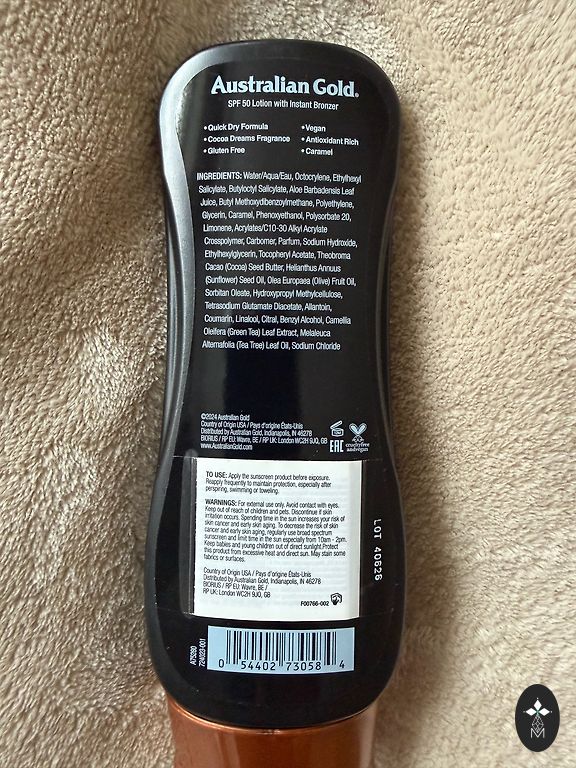 Australian Gold®
SPF 50 Lotion with Instant Bronzer
• Quick Dry Formula
• Cocoa Dreams Fragrance
• Gluten Free
• Vegan
• Antioxidant Rich
• Caramel
INGREDIENTS: Water/Aqua/Eau, Octocrylene, Ethylhexyl
Salicylate, Butyloctyl Salicylate, Aloe Barbadensis Leaf
Juice, Butyl Methoxydibenzoylmethane, Polyethylene,
Glycerin, Caramel, Phenoxyethanol, Polysorbate 20,
Limonene, Acrylates/C10-30 Alkyl Acrylate
Crosspolymer, Carbomer, Parfum, Sodium Hydroxide,
Ethylhexylglycerin, Tocopheryl Acetate, Theobroma
Cacao (Cocoa) Seed Butter, Helianthus Annuus
(Sunflower) Seed Oil, Olea Europaea (Olive) Fruit Oil,
Sorbitan Oleate, Hydroxypropyl Methylcellulose,
Tetrasodium Glutamate Diacetate, Allantoin,
Coumarin, Linalool, Citral, Benzyl Alcohol, Camellia
Oleifera (Green Tea) Leaf Extract, Melaleuca
Alternafolia (Tea Tree) Leaf Oil, Sodium Chloride
©2024 Australian Gold
Country of Origin USA / Pays d'origine États-Unis
Distributed by Australian Gold, Indianapolis, IN 46278
BIORIUS / RP EU: Wavre, BE / RP UK: London WC2H 9JQ, GB
www.AustralianGold.com
EAC
crueltyfree
andvegan
TO USE: Apply the sunscreen product before exposure.
Reapply frequently to maintain protection, especially after
perspiring, swimming or toweling.
WARNINGS: For external use only. Avoid contact with eyes.
Keep out of reach of children and pets. Discontinue if skin
irritation occurs. Spending time in the sun increases your risk of
skin cancer and early skin aging. To decrease the risk of skin
cancer and early skin aging, regularly use broad spectrum
sunscreen and limit time in the sun especially from 10am - 2pm.
Keep babies and young children out of direct sunlight.Protect
this product from excessive heat and direct sun. May stain some
fabrics or surfaces.
Country of Origin USA / Pays d'origine États-Unis
Distributed by Australian Gold, Indianapolis, IN 46278
BIORIUS / RP EU: Wavre, BE /
RP UK: London WC2H 9JQ, GB
F00766-002
LOT 40626
724023-001
0 54402 73058 4
M